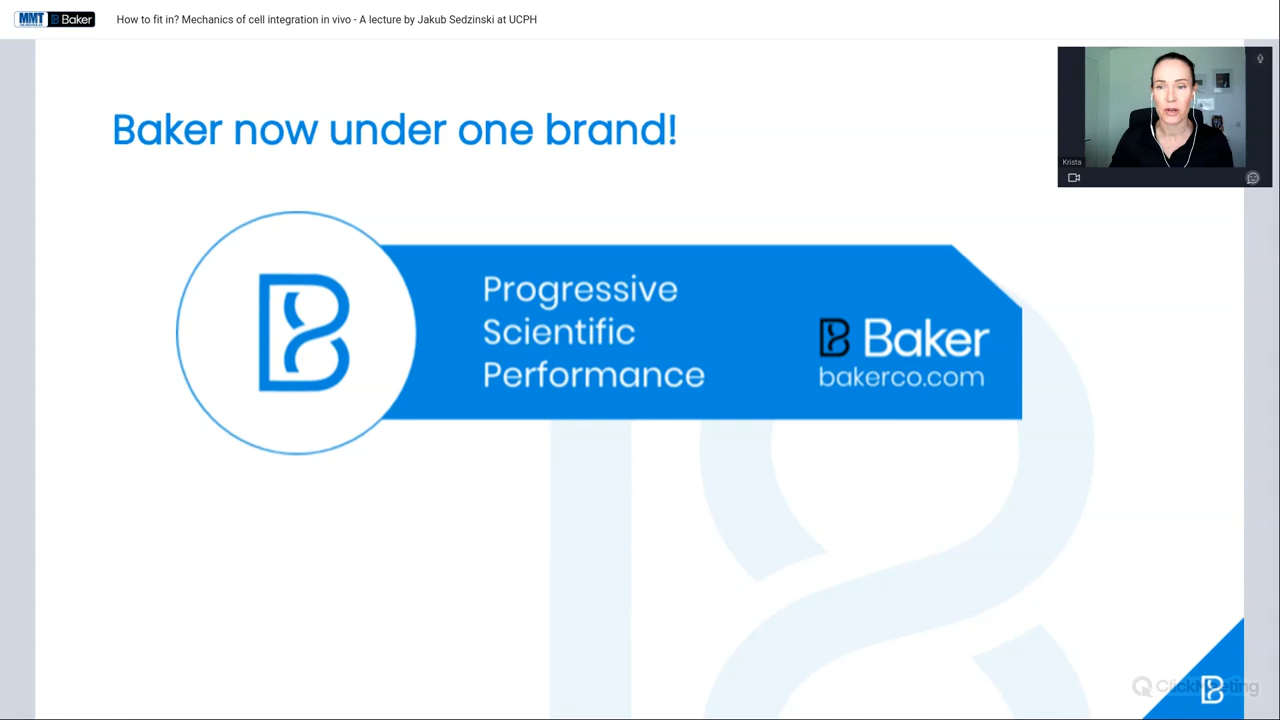 MMT
Baker
How to fit in? Mechanics of cell integration in vivo - A lecture by Jakub Sedzinski at UCPH
Baker now under one brand!
Krista
Progressive
Scientific
Performance
Baker
bakerco.com
ClickMeeting